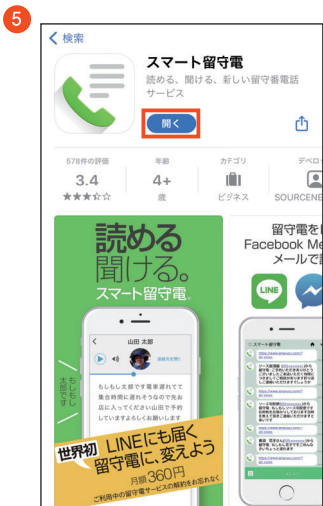 5
検索
スマート留守電
読める、聞ける、新しい留守番電話
サービス
開く
578件の評価
3.4
年齢
4+
歳
カテゴリ
ビジネス
デベロッ
SOURCENE
読める
聞ける。
スマート留守電
山田 太郎
もしもし
太郎です
もしもし太郎です電車遅れてて
集合時間に遅れそうなので先お
店に入ってください山田で予約
していますよろしくお願いします
世界初
LINEにも届く
留守電に、変えよう
月額360円
ご利用中の留守電サービスの解約をお忘れなく
留守電を
Facebook Me
メールで
LINE
スマート留守電